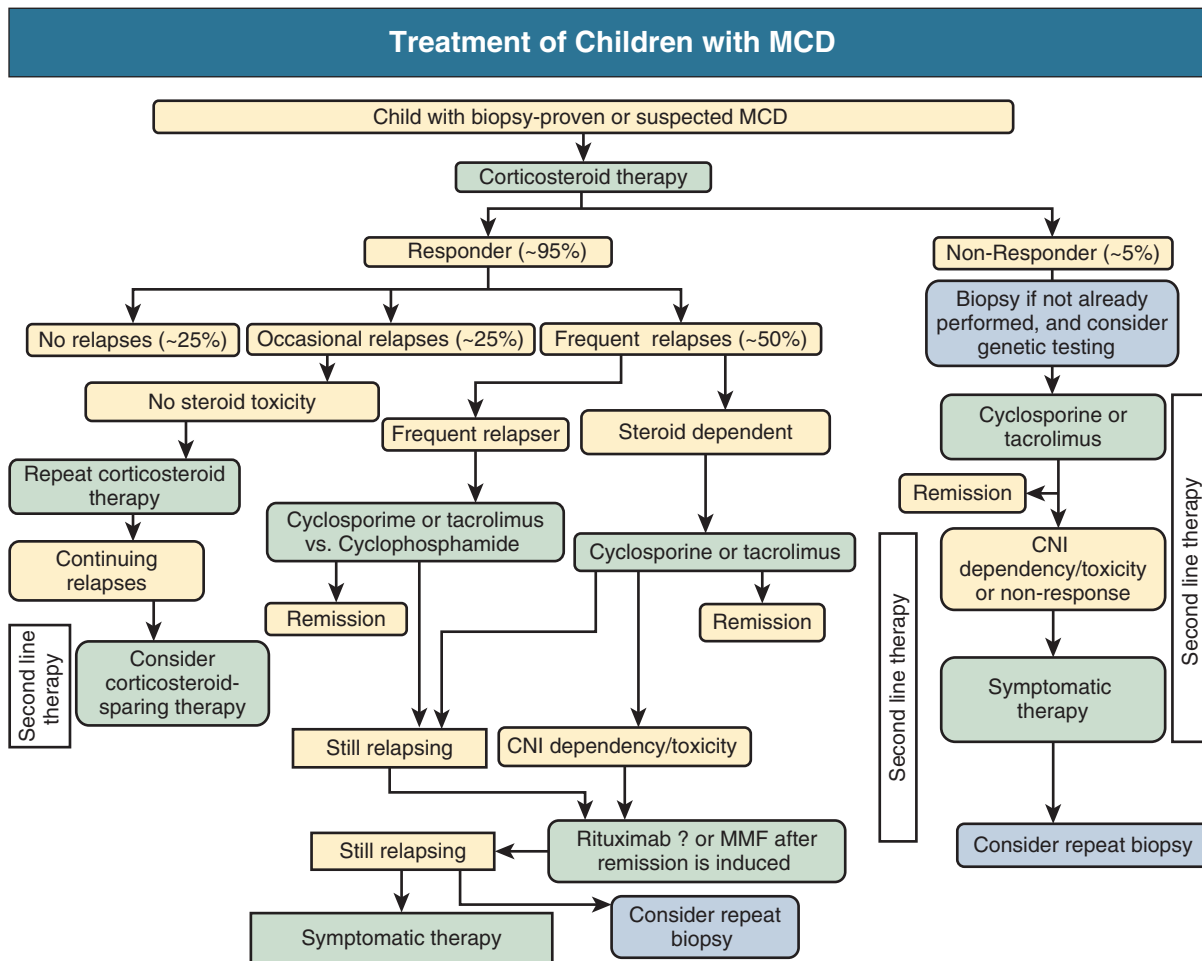 Treatment of Children with MCD
Child with biopsy-proven or suspected MCD
Corticosteroid therapy
Responder (~95%)
Non-Responder (~5%)
Biopsy if not already
performed, and consider
genetic testing
No relapses (~25%)
Occasional relapses (~25%)
Frequent relapses (~50%)
No steroid toxicity
Frequent relapser
Steroid dependent
Cyclosporine or
tacrolimus
Repeat corticosteroid
therapy
Remission
Cyclosporime or tacrolimus
vs. Cyclophosphamide
Cyclosporine or tacrolimus
Continuing
relapses
CNI
dependency/toxicity
or non-response
Remission
Remission
Second line
therapy
Consider
corticosteroid-
sparing therapy
Second line therapy
Second line therapy
Symptomatic
therapy
Still relapsing
CNI dependency/toxicity
Rituximab ? or MMF after
remission is induced
Still relapsing
Consider repeat biopsy
Symptomatic therapy
Consider repeat
biopsy